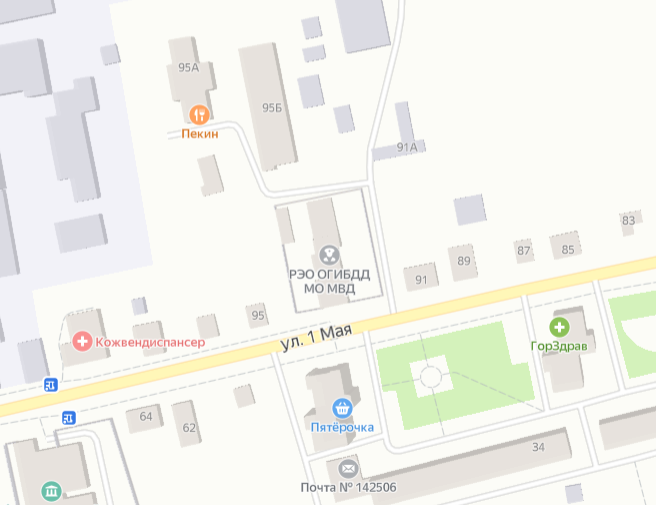 95А
95Б
Пекин
91А
83
85
87
89
91
РЭО ОГИБДД
МО МВД
95
ул. 1 Мая
Кожвендиспансер
ГорЗдрав
64
62
Пятёрочка
34
Почта № 142506